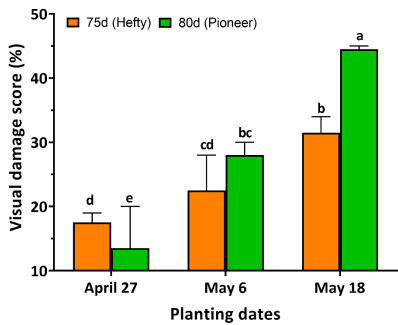 75d (Hefty) 80d (Pioneer)
Visual damage score (%)
50
40
30
20
10
d
e
cd
bc
b
a
April 27
May 6
May 18
Planting dates